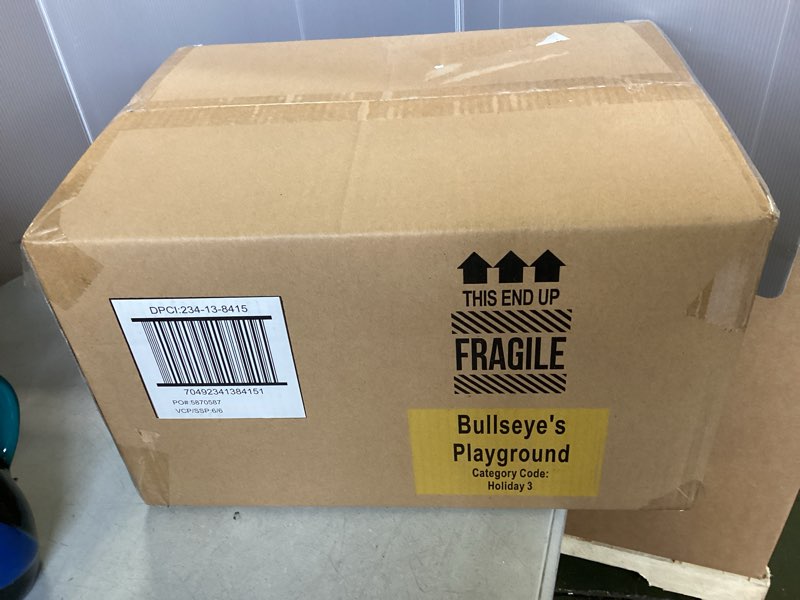 DPCI:234-13-8415
70492341384151
PO#:5870587
VCP/SSP:6/6
THIS END UP
FRAGILE
Bullseye's
Playground
Category Code:
Holiday 3